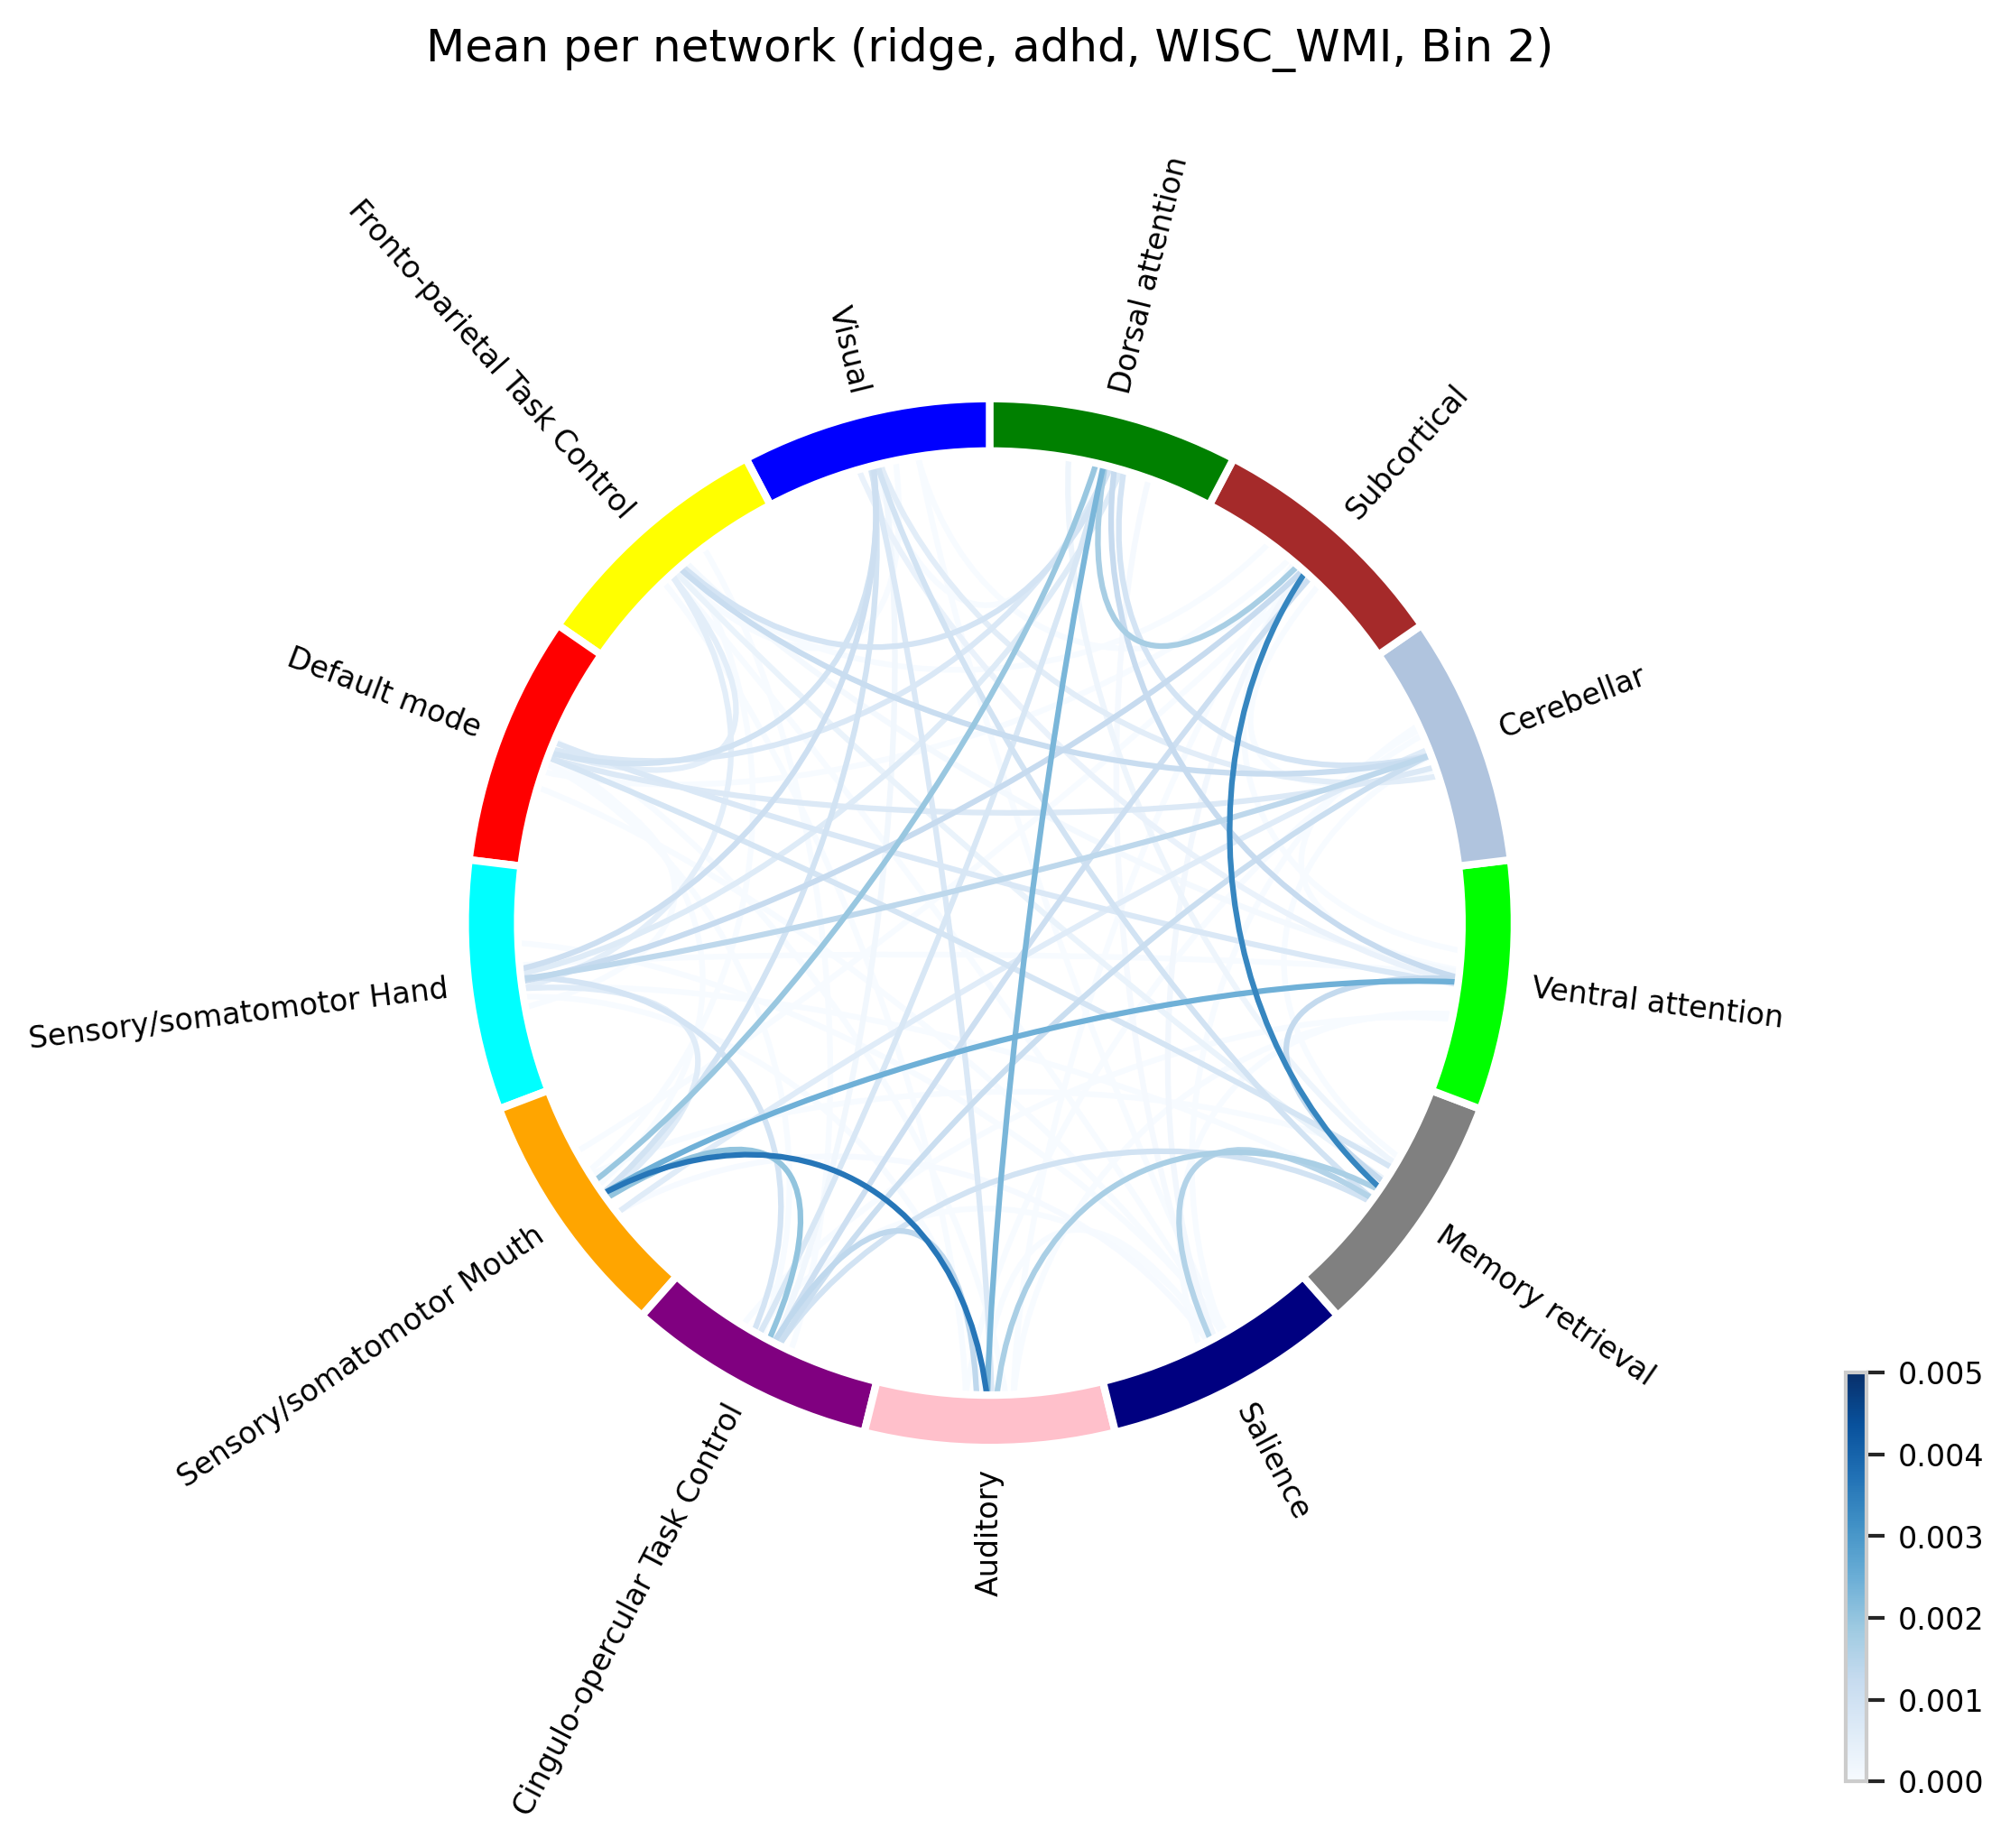 Mean per network (ridge, adhd, WISC_WMI, Bin 2)
Dorsal attention
Subcortical
Cerebellar
Ventral attention
Memory retrieval
Salience
Auditory
Cingulo-opercular Task Control
Sensory/somatomotor Mouth
Sensory/somatomotor Hand
Default mode
Fronto-parietal Task Control
Visual
0.005
0.004
0.003
0.002
0.001
0.000